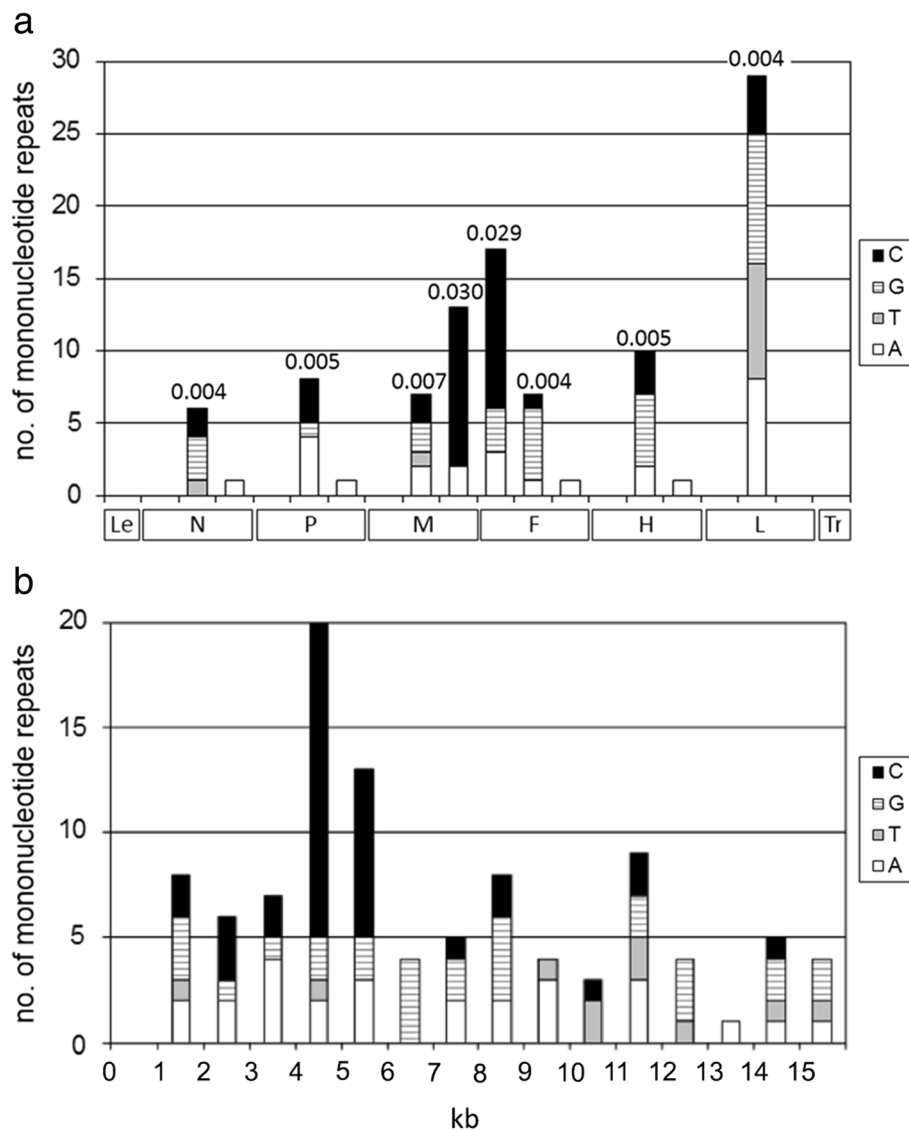 a
no. of mononucleotide repeats
30
25
20
15
10
5
0
0.004
0.005
0.007
0.030
0.029
0.004
0.005
0.004
Le N P M F H L Tr
C
G
T
A
b
no. of mononucleotide repeats
20
15
10
5
0
0 1 2 3 4 5 6 7 8 9 10 11 12 13 14 15
kb
C
G
T
A